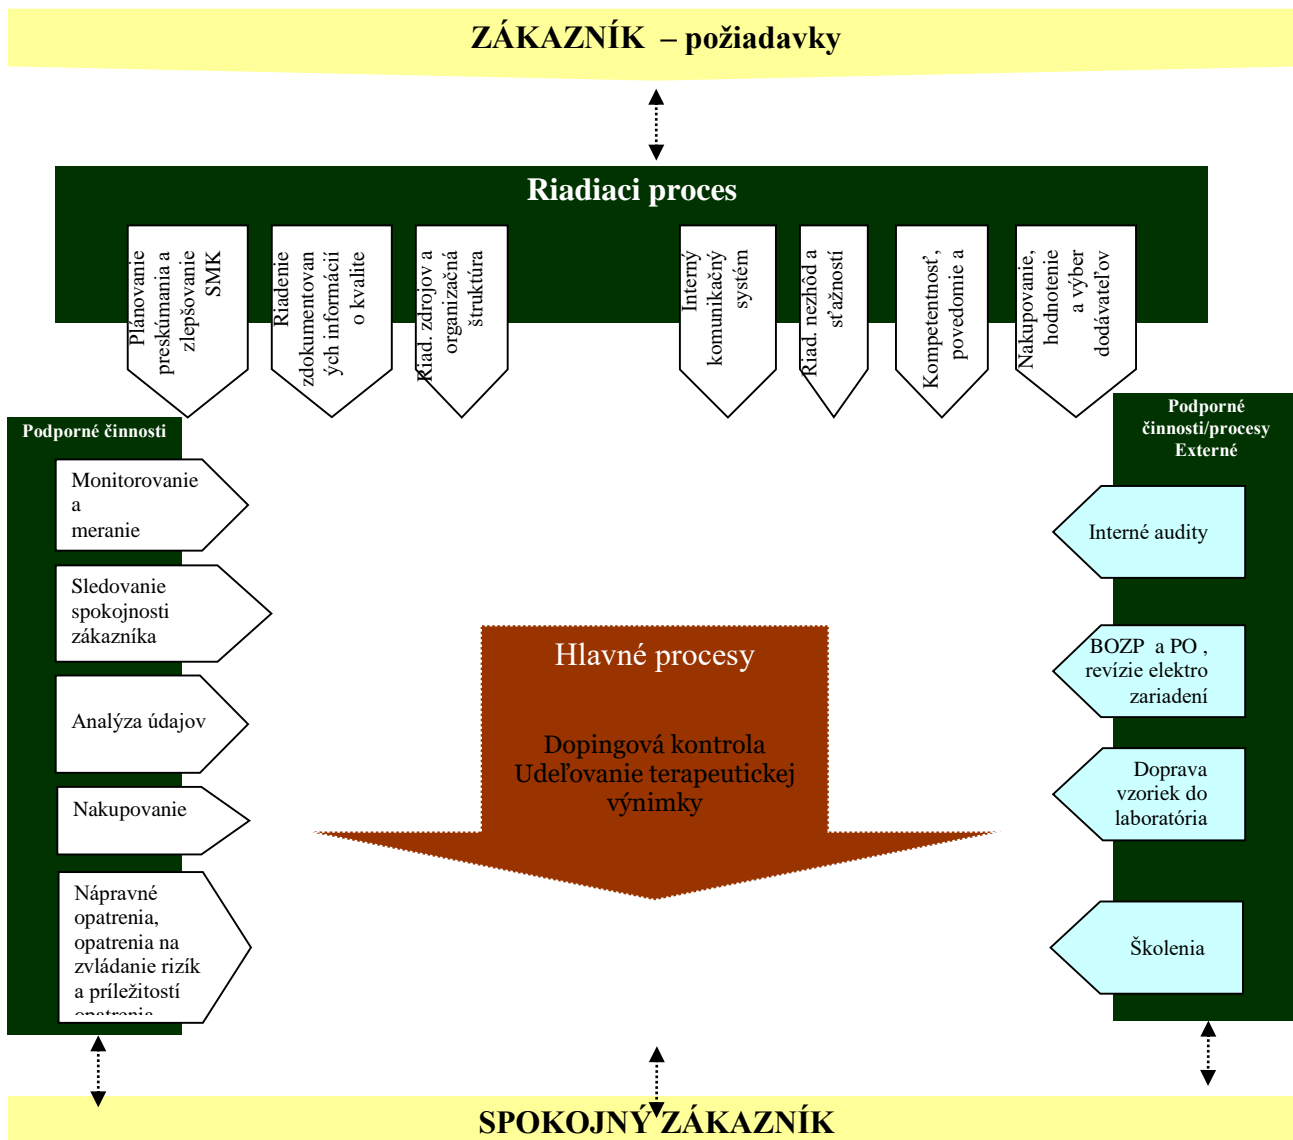 ZÁKAZNÍK – požiadavky
Riadiaci proces
Plánovanie
preskúmania a
zlepšovanie
SMK
Riadenie
zdokumentovan
ých informácií
o kvalite
Riad. zdrojov a
organizačná
štruktúra
Interný
komunikačný
systém
Riad. nezhôd a
sťažností
Kompetentnosť,
povedomie a
Nakupovanie,
hodnotenie
a výber
dodávateľov
Podporné činnosti
Monitorovanie
a
meranie
Sledovanie
spokojnosti
zákazníka
Analýza údajov
Nakupovanie
Nápravné
opatrenia,
opatrenia na
zvládanie rizík
a príležitostí
Hlavné procesy
Dopingová kontrola
Udeľovanie terapeutickej
výnimky
Podporné
činnosti/procesy
Externé
Interné audity
BOZP a PO ,
revízie elektro
zariadení
Doprava
vzoriek do
laboratória
Školenia
SPOKOJNÝ ZÁKAZNÍK